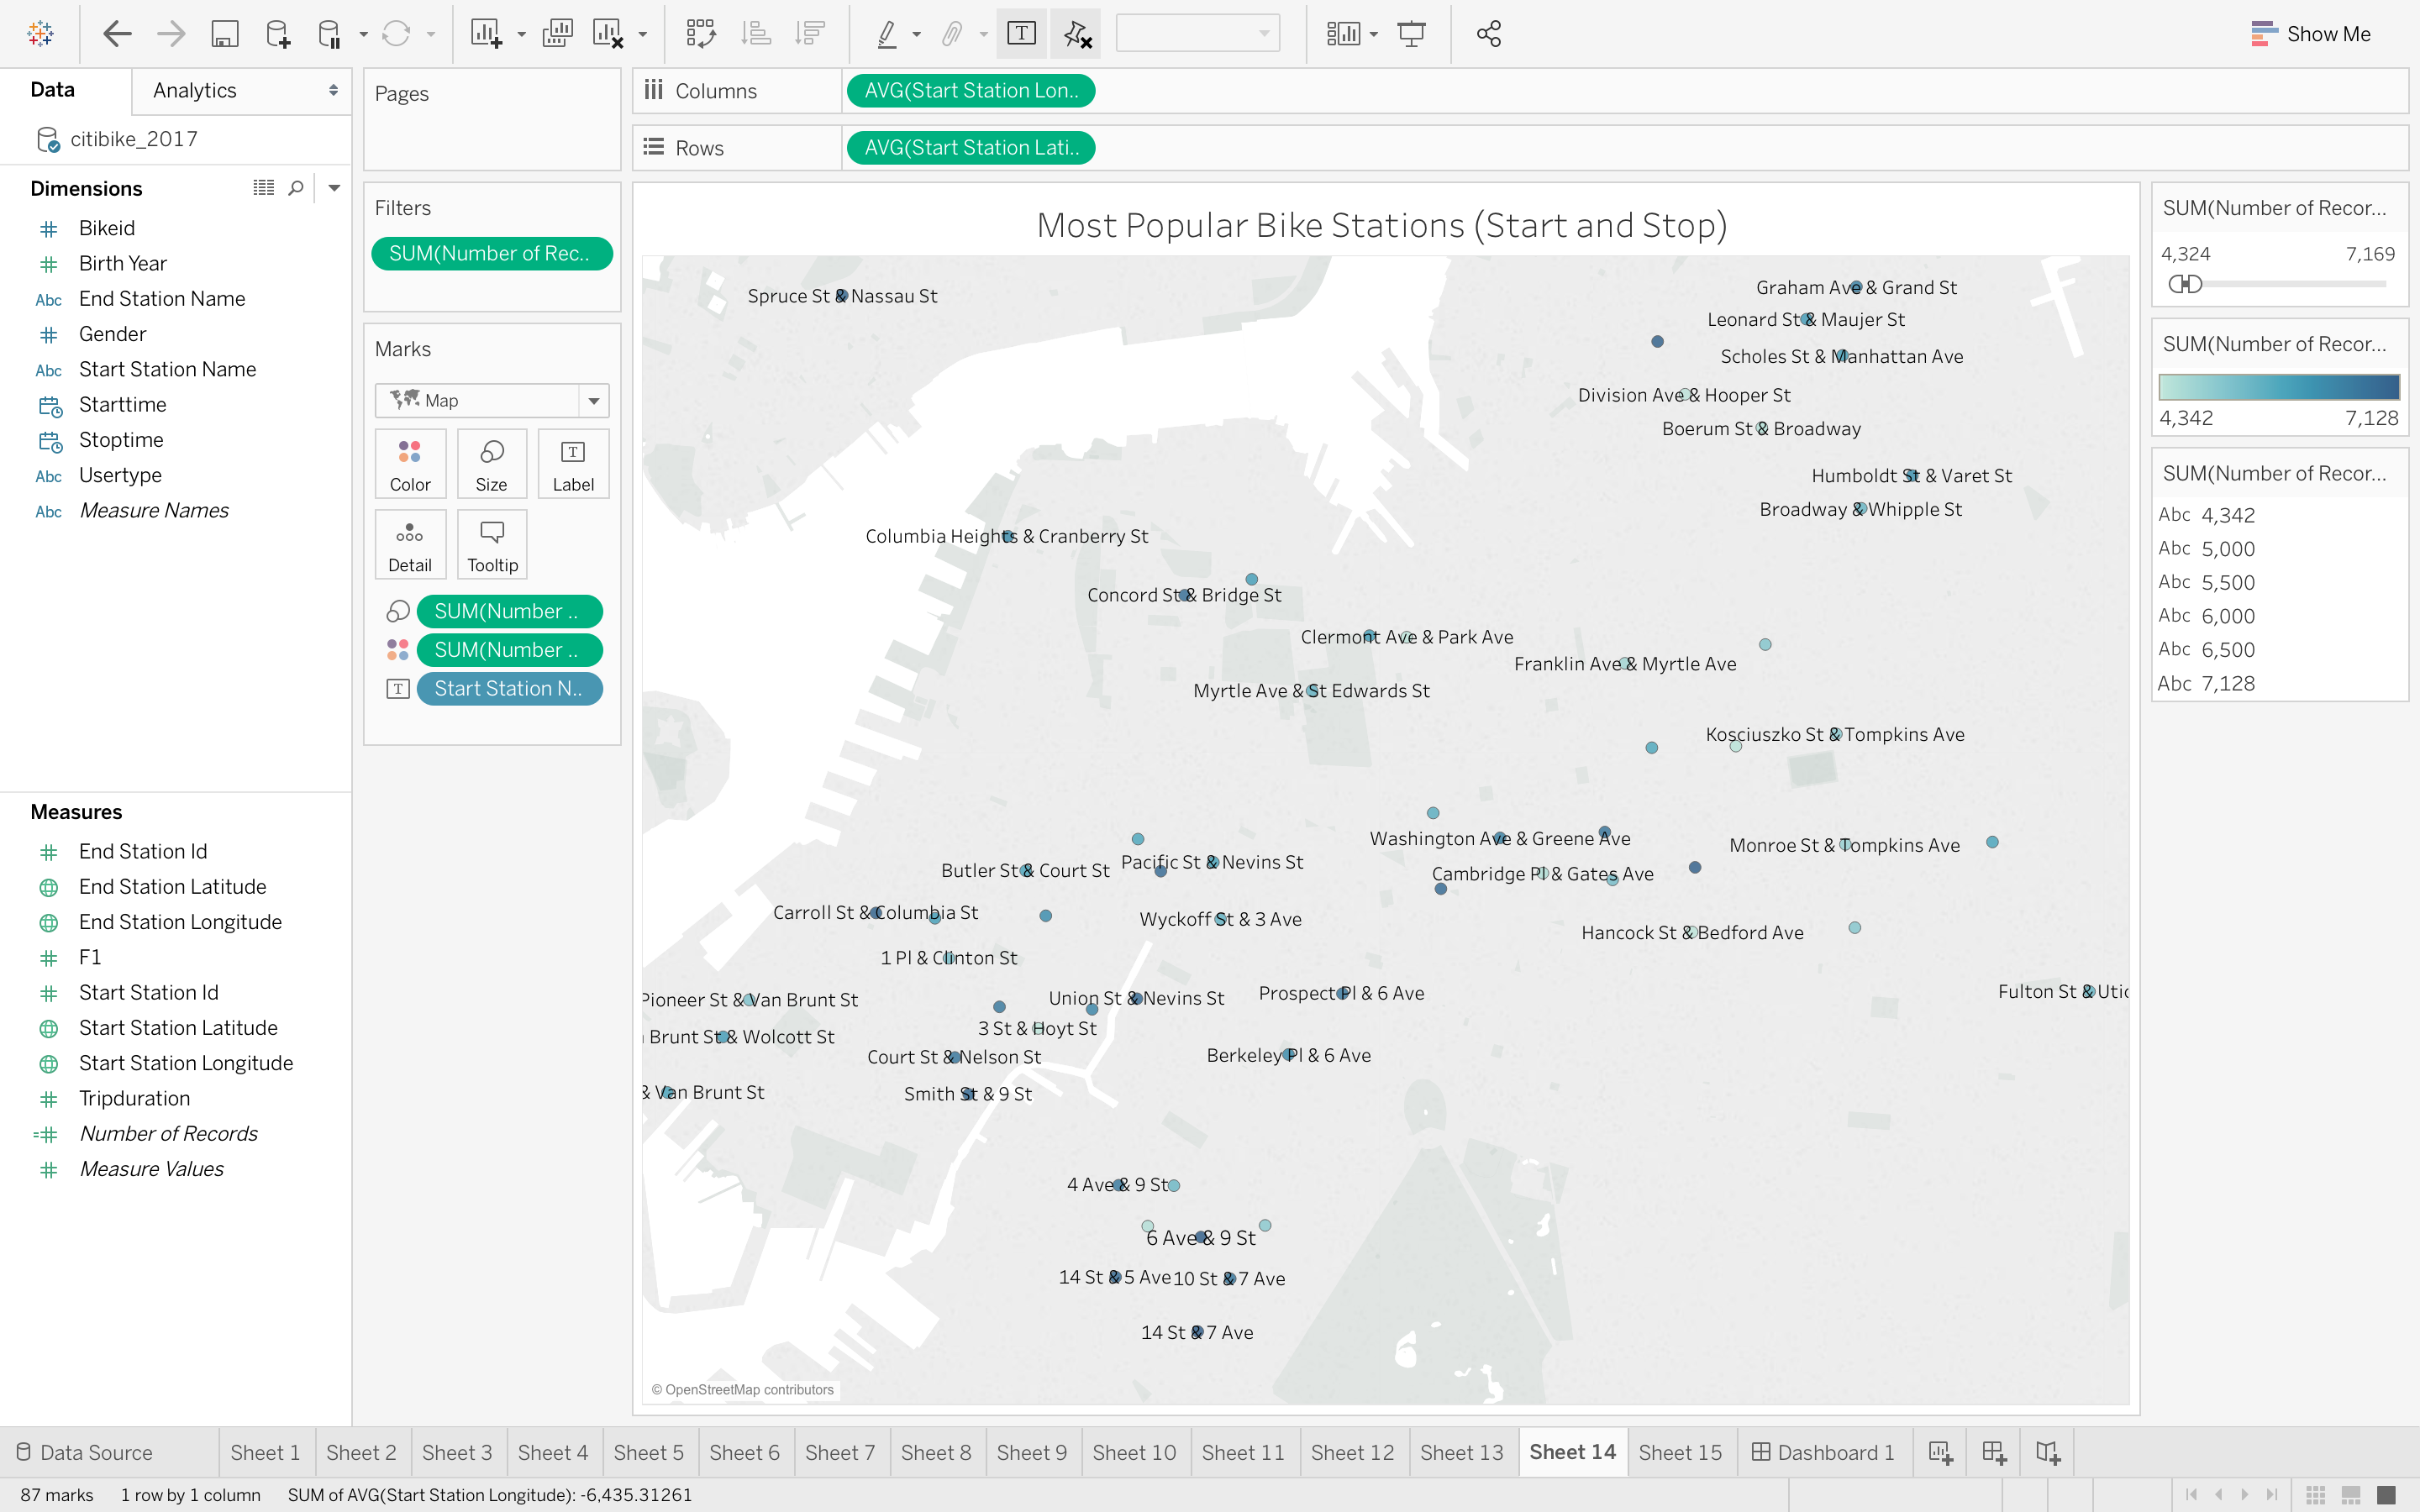 Show Me
Data
Analytics
citibike_2017
Dimensions
Bikeid
Birth Year
Abc End Station Name
Gender
Abc Start Station Name
Starttime
Stoptime
Abc Usertype
Abc Measure Names
Measures
End Station Id
End Station Latitude
End Station Longitude
F1
Start Station Id
Start Station Latitude
Start Station Longitude
Tripduration
Number of Records
Measure Values
Pages
Filters
SUM(Number of Rec..
Marks
Map
Color
Size
T
Label
Detail
Tooltip
SUM(Number ..
SUM(Number ..
T Start Station N..
Columns
AVG(Start Station Lon..
Rows
AVG(Start Station Lati..
Most Popular Bike Stations (Start and Stop)
Spruce St & Nassau St
Graham Ave & Grand St
Leonard St & Maujer St
Scholes St & Manhattan Ave
Division Ave & Hooper St
Boerum St & Broadway
Humboldt St & Varet St
Broadway & Whipple St
Columbia Heights & Cranberry St
Concord St & Bridge St
Clermont Ave & Park Ave
Franklin Ave & Myrtle Ave
Myrtle Ave & St Edwards St
Kosciuszko St & Tompkins Ave
Washington Ave & Greene Ave
Monroe St & Tompkins Ave
Pacific St & Nevins St
Butler St & Court St
Cambridge Pl & Gates Ave
Carroll St & Columbia St
Wyckoff St & 3 Ave
Hancock St & Bedford Ave
1 Pl & Clinton St
Fulton St & Utic
Prospect Pl & 6 Ave
Union St & Nevins St
Pioneer St & Van Brunt St
3 St & Hoyt St
Brunt St & Wolcott St
Berkeley Pl & 6 Ave
Court St & Nelson St
& Van Brunt St
Smith St & 9 St
4 Ave & 9 St
6 Ave & 9 St
14 St & 5 Ave
10 St & 7 Ave
14 St & 7 Ave
© OpenStreetMap contributors
SUM(Number of Recor...
4,324 7,169
SUM(Number of Recor...
4,342 7,128
SUM(Number of Recor...
Abc 4,342
Abc 5,000
Abc 5,500
Abc 6,000
Abc 6,500
Abc 7,128
Data Source
Sheet 1
Sheet 2
Sheet 3
Sheet 4
Sheet 5
Sheet 6
Sheet 7
Sheet 8
Sheet 9
Sheet 10
Sheet 11
Sheet 12
Sheet 13
Sheet 14
Sheet 15
Dashboard 1
87 marks 1 row by 1 column SUM of AVG(Start Station Longitude): -6,435.31261